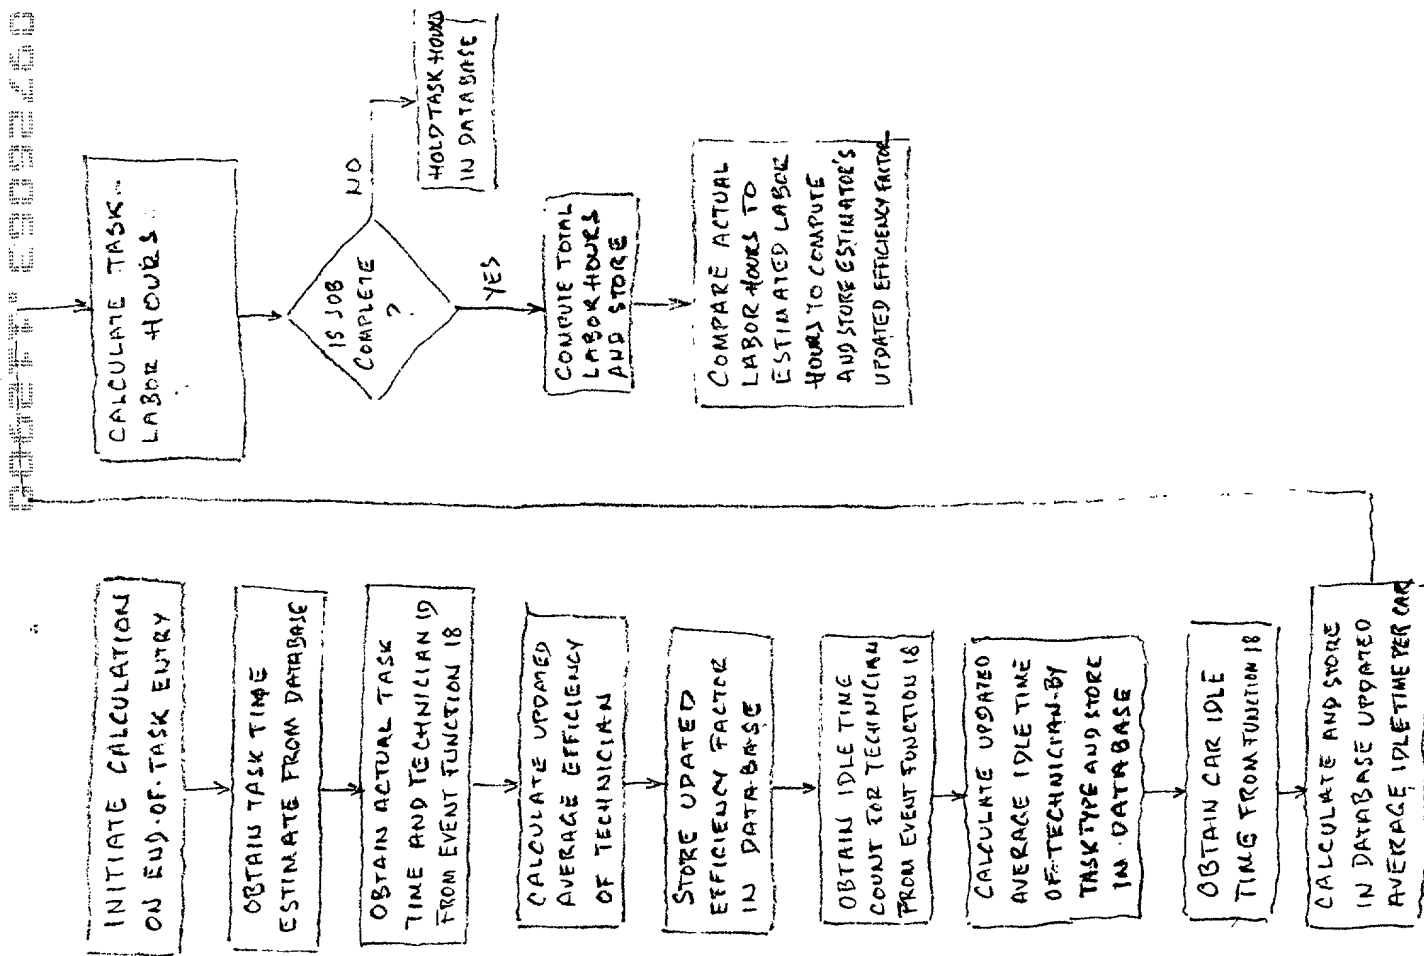 INITIATE CALCULATION
ON END-OF-TASK ENTRY
OBTAIN TASK TIME
ESTIMATE FROM DATABASE
OBTAIN ACTUAL TASK
TIME AND TECHNICIAN ID
FROM EVENT FUNCTION 18
CALCULATE UPDATED
AVERAGE EFFICIENCY
OF TECHNICIAN
STORE UPDATED
EFFICIENCY FACTOR
IN DATABASE
OBTAIN IDLE TIME
COUNT FOR TECHNICIAN
FROM EVENT FUNCTION 18
CALCULATE UPDATED
AVERAGE IDLE TIME
OF TECHNICIAN BY
TASK TYPE AND STORE
IN DATABASE
OBTAIN CAR IDLE
TIME FROM FUNCTION 18
CALCULATE AND STORE
IN DATABASE UPDATED
AVERAGE IDLE TIME PER CAR
CALCULATE TASK
LABOR HOURS
IS JOB
COMPLETE
?
NO
HOLD TASK HOURS
IN DATABASE
YES
COMPUTE TOTAL
LABOR HOURS
AND STORE
COMPARE ACTUAL
LABOR HOURS TO
ESTIMATED LABOR
HOURS TO COMPUTE
AND STORE ESTIMATOR'S
UPDATED EFFICIENCY FACTOR